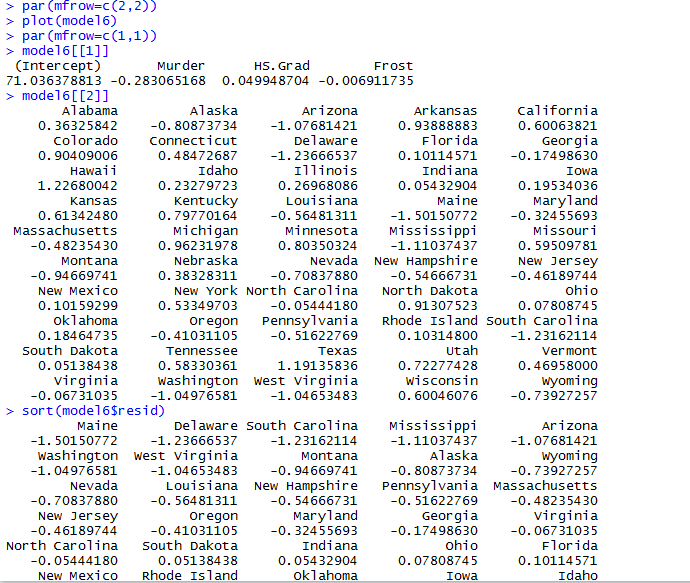 > par(mfrow=c(2,2))
> plot(model6)
> par(mfrow=c(1,1))
> model6[[1]]
(Intercept) Murder HS.Grad Frost
71.036378813 -0.283065168 0.049948704 -0.006911735
> model6[[2]]
Alabama Alaska Arizona Arkansas California
0.36325842 -0.80873734 -1.07681421 0.93888883 0.60063821
Colorado Connecticut Delaware Florida Georgia
0.90409006 0.48472687 -1.23666537 0.10114571 -0.17498630
Hawaii Idaho Illinois Indiana Iowa
1.22680042 0.23279723 0.26968086 0.05432904 0.19534036
Kansas Kentucky Louisiana Maine Maryland
0.61342480 0.79770164 -0.56481311 -1.50150772 -0.32455693
Massachusetts Michigan Minnesota Mississippi Missouri
-0.48235430 0.96231978 0.80350324 -1.11037437 0.59509781
Montana Nebraska Nevada New Hampshire New Jersey
-0.94669741 0.38328311 -0.70837880 -0.54666731 -0.46189744
New Mexico New York North Carolina North Dakota Ohio
0.10159299 0.53349703 -0.05444180 0.91307523 0.07808745
Oklahoma Oregon Pennsylvania Rhode Island South Carolina
0.18464735 -0.41031105 -0.51622769 0.10314800 -1.23162114
South Dakota Tennessee Texas Utah Vermont
0.05138438 0.58330361 1.19135836 0.72277428 0.46958000
Virginia Washington West Virginia Wisconsin Wyoming
-0.06731035 -1.04976581 -1.04653483 0.60046076 -0.73927257
> sort(model6$resid)
Maine Delaware South Carolina Mississippi Arizona
-1.50150772 -1.23666537 -1.23162114 -1.11037437 -1.07681421
Washington West Virginia Montana Alaska Wyoming
-1.04976581 -1.04653483 -0.94669741 -0.80873734 -0.73927257
Nevada Louisiana New Hampshire Pennsylvania Massachusetts
-0.70837880 -0.56481311 -0.54666731 -0.51622769 -0.48235430
New Jersey Oregon Maryland Georgia Virginia
-0.46189744 -0.41031105 -0.32455693 -0.17498630 -0.06731035
North Carolina South Dakota Indiana Ohio Florida
-0.05444180 0.05138438 0.05432904 0.07808745 0.10114571
New Mexico Rhode Island Oklahoma Iowa Idaho